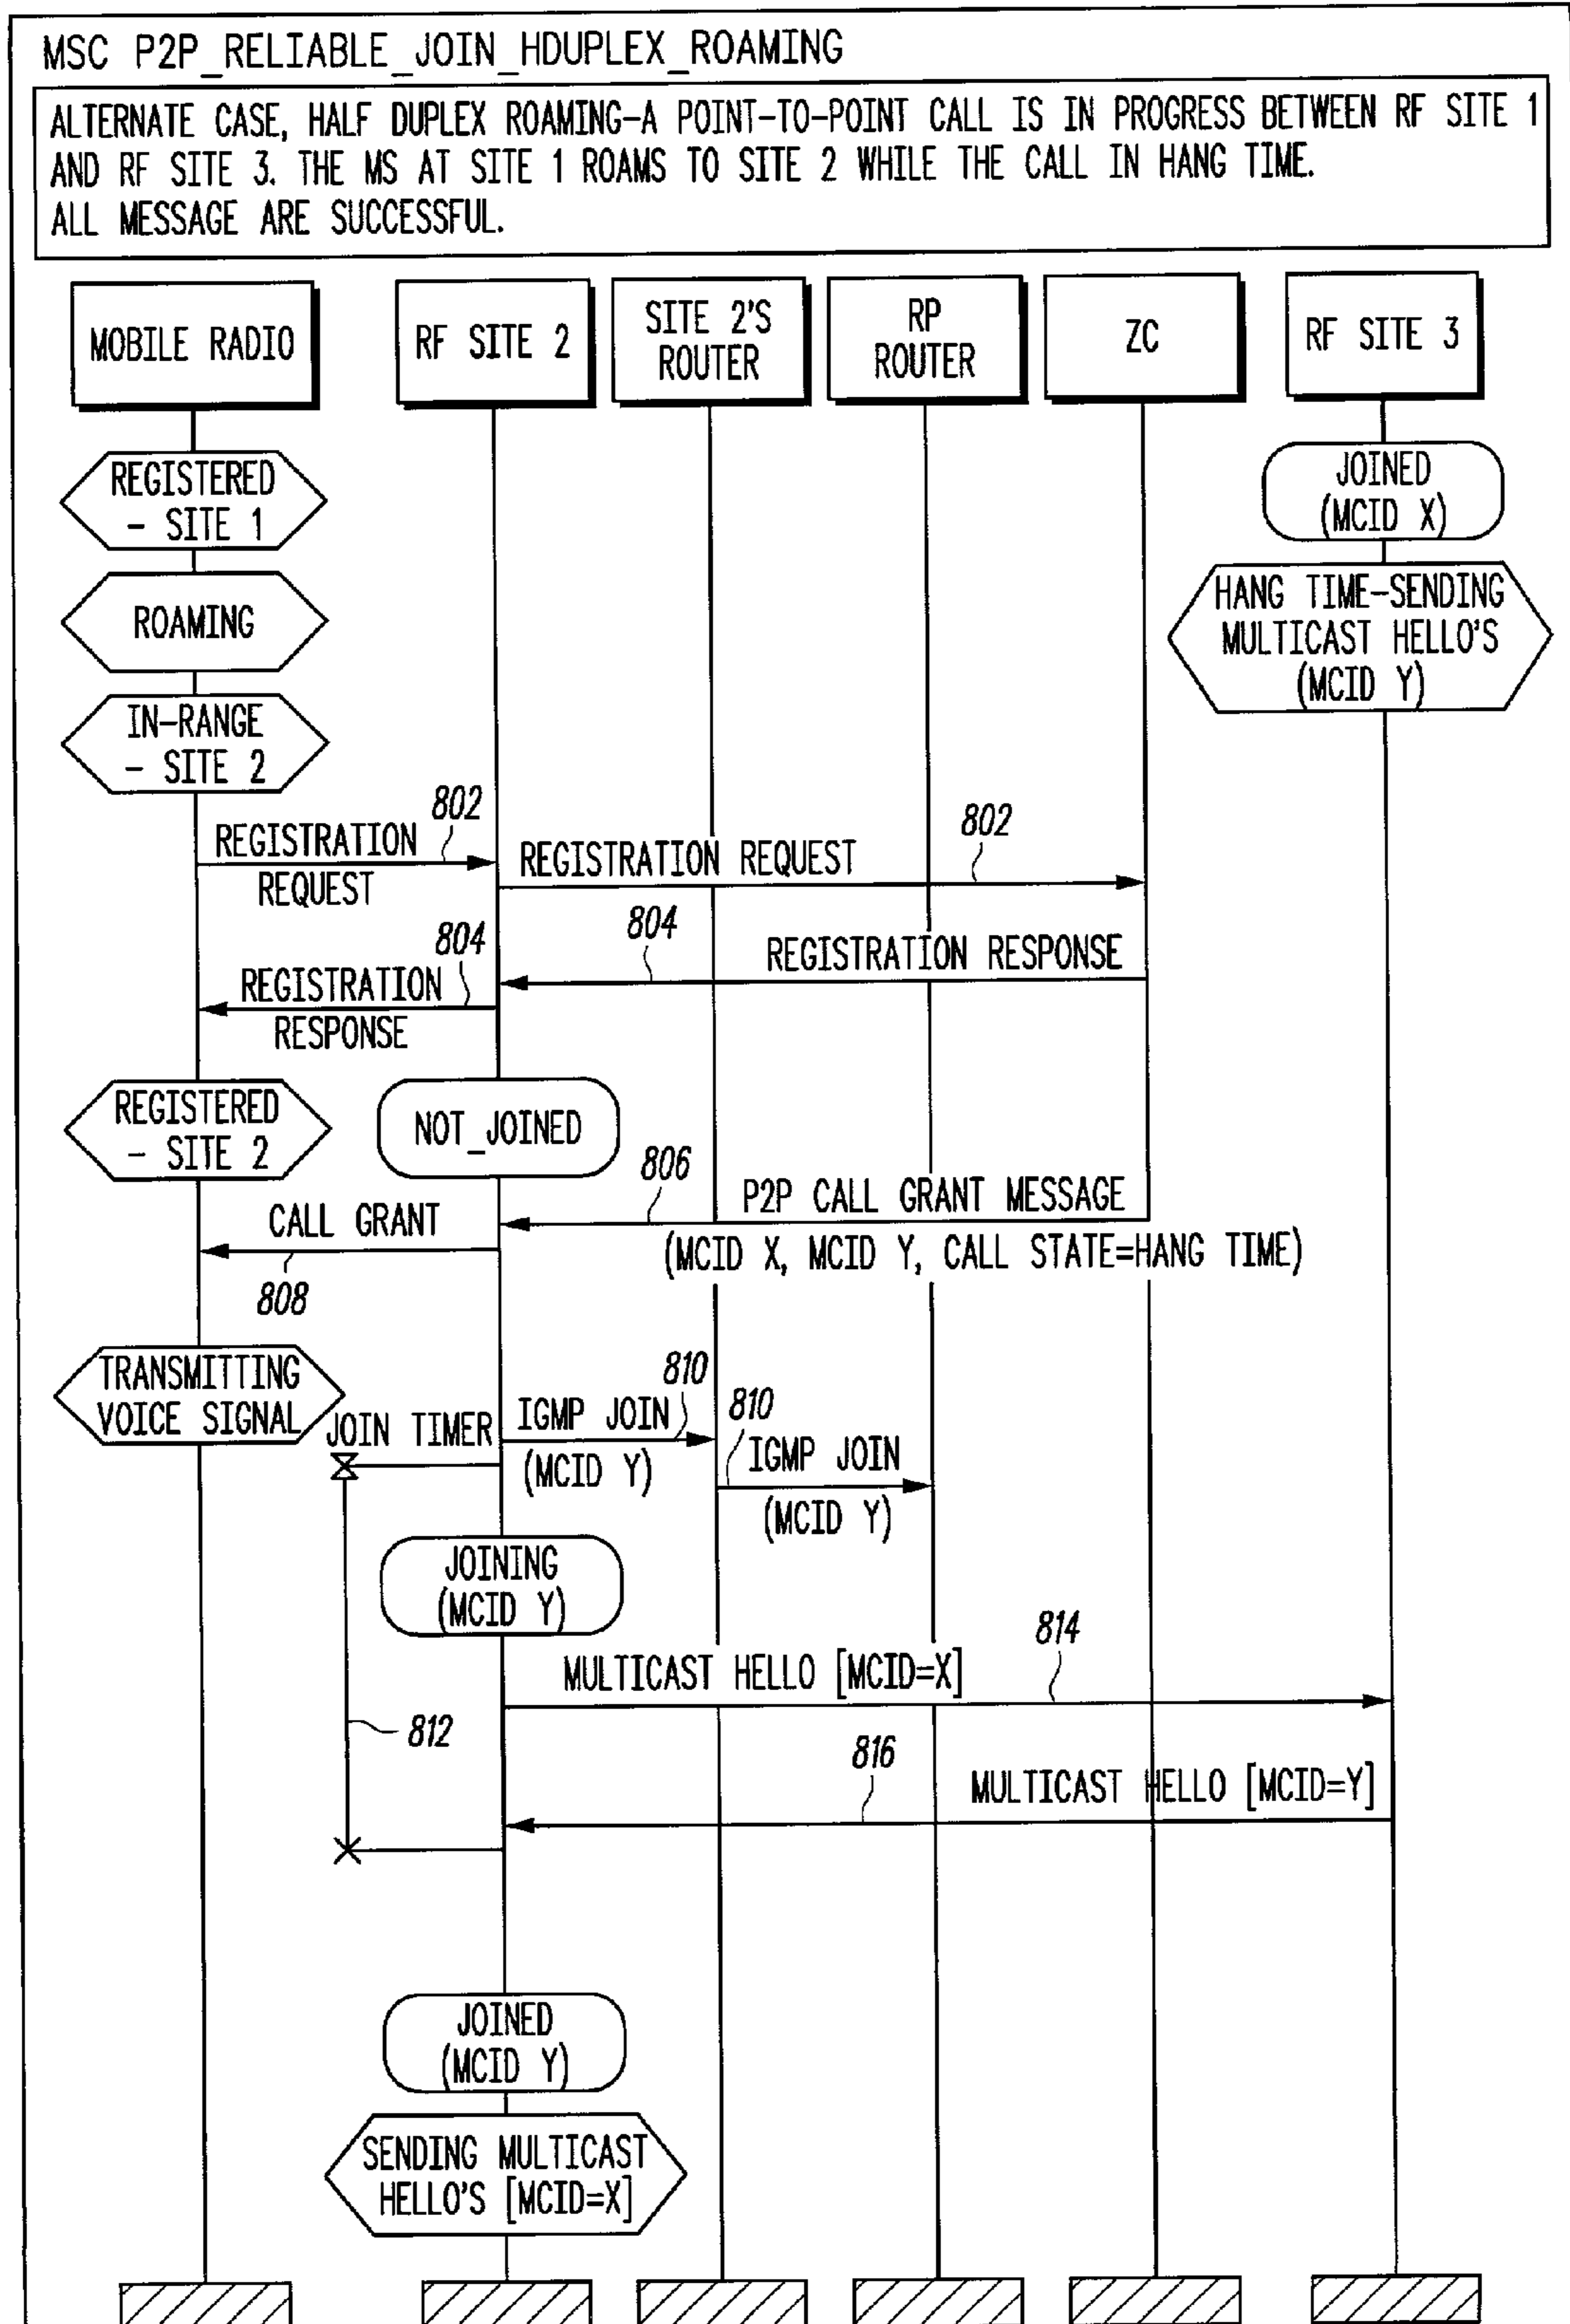 MSC P2P_RELIABLE_JOIN_HDUPLEX_ROAMING
ALTERNATE CASE, HALF DUPLEX ROAMING–A POINT-TO-POINT CALL IS IN PROGRESS BETWEEN RF SITE 1
AND RF SITE 3. THE MS AT SITE 1 ROAMS TO SITE 2 WHILE THE CALL IN HANG TIME.
ALL MESSAGE ARE SUCCESSFUL.
MOBILE RADIO
RF SITE 2
SITE 2'S
ROUTER
RP
ROUTER
ZC
RF SITE 3
REGISTERED
– SITE 1
JOINED
(MCID X)
ROAMING
HANG TIME–SENDING
MULTICAST HELLO'S
(MCID Y)
IN–RANGE
– SITE 2
802
REGISTRATION
REQUEST
802
REGISTRATION REQUEST
804
REGISTRATION RESPONSE
804
REGISTRATION
RESPONSE
REGISTERED
– SITE 2
NOT_JOINED
806
P2P CALL GRANT MESSAGE
(MCID X, MCID Y, CALL STATE=HANG TIME)
CALL GRANT
808
TRANSMITTING
VOICE SIGNAL
JOIN TIMER
810
IGMP JOIN
(MCID Y)
810
IGMP JOIN
(MCID Y)
JOINING
(MCID Y)
814
MULTICAST HELLO [MCID=X]
812
816
MULTICAST HELLO [MCID=Y]
JOINED
(MCID Y)
SENDING MULTICAST
HELLO'S [MCID=X]